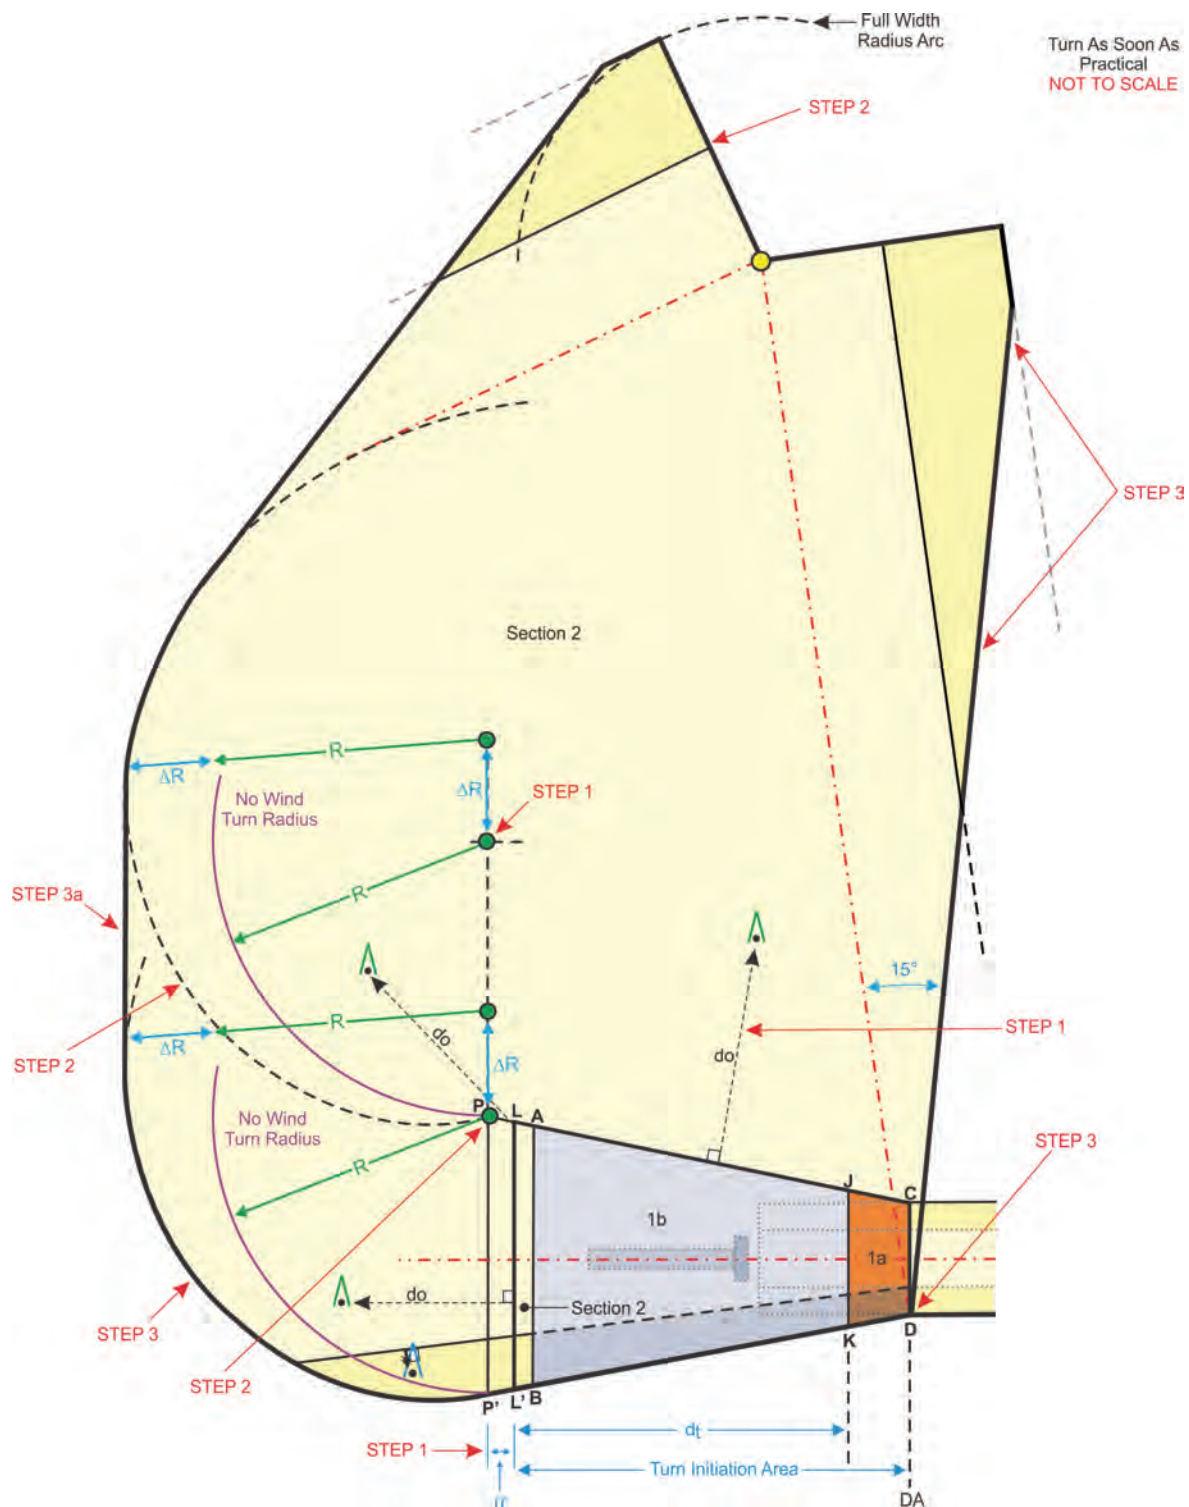 Full Width
Radius Arc
Turn As Soon As
Practical
NOT TO SCALE
STEP 2
STEP 3
Section 2
R
ΔR
ΔR
No Wind
Turn Radius
STEP 1
R
STEP 3a
15°
STEP 1
R
do
do
ΔR
ΔR
STEP 2
P
L
A
No Wind
Turn Radius
STEP 3
R
J
C
1b
1a
do
Section 2
STEP 3
K
D
STEP 2
P'
L'
B
dt
STEP 1
Turn Initiation Area
DA